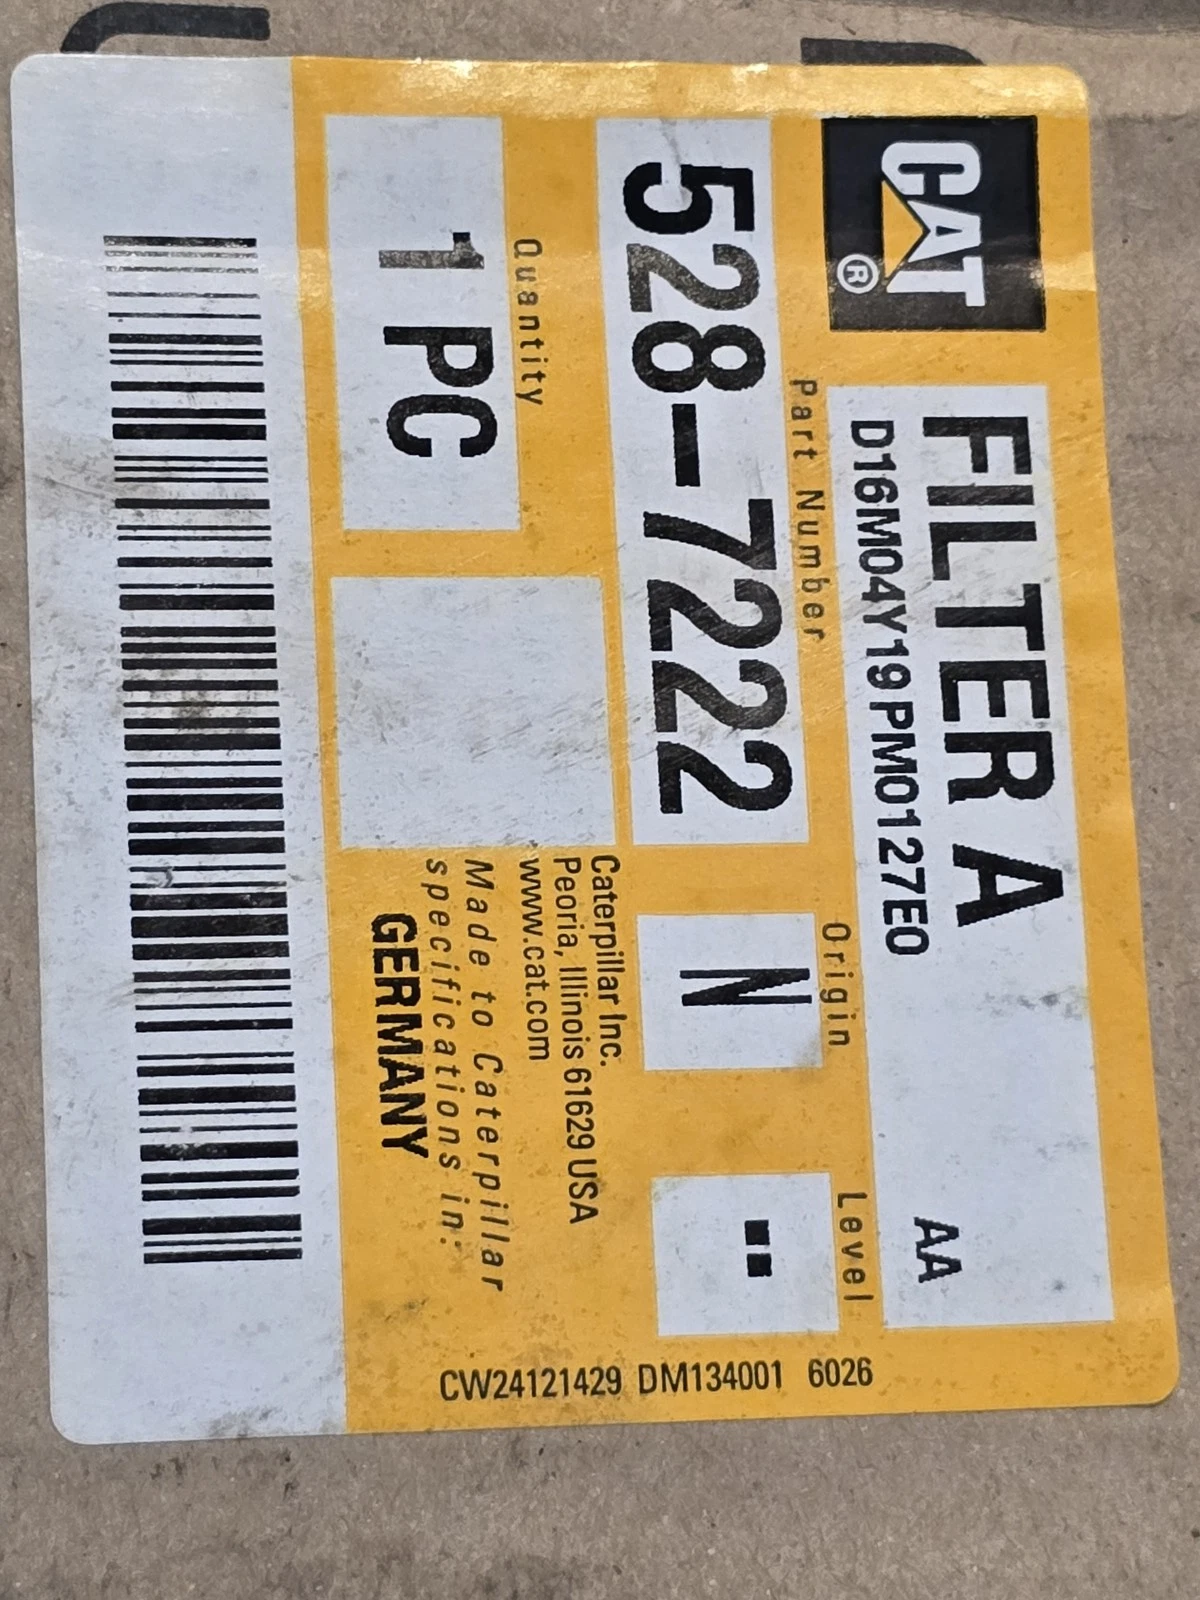 CAT®
FILTER A
D16M04Y19PM0127E0 AA
Part Number
Origin
Level
528-7222
N
--
Quantity
1 PC
Caterpillar Inc.
Peoria, Illinois 61629 USA
www.cat.com
Made to Caterpillar
specifications in:
GERMANY
CW24121429 DM134001 6026